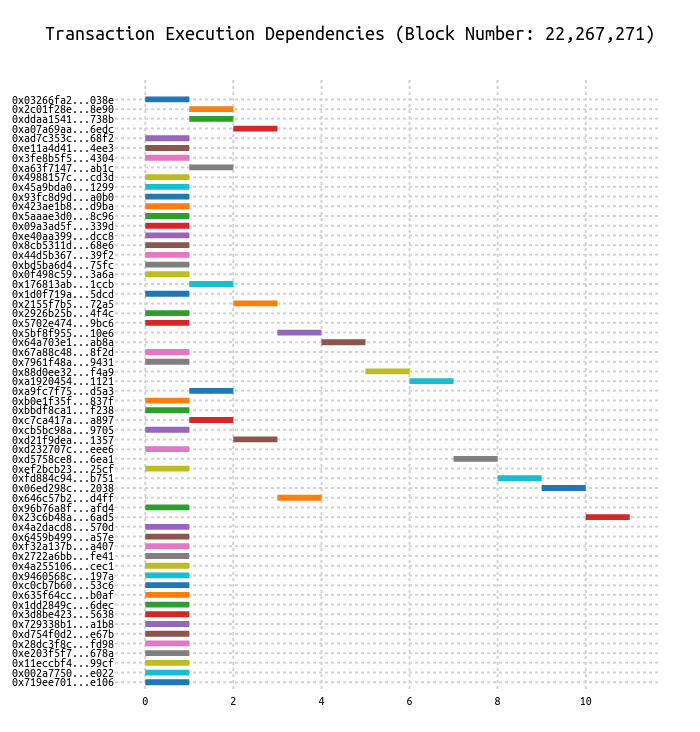 Transaction Execution Dependencies (Block Number: 22,267,271)
0x03266fa2...038e
0x2c01f28e...8e90
0xddaa1541...738b
0xa07a69aa...6edc
0xad7c353c...68f2
0xe11a4d41...4ee3
0x3fe8b5f5...4304
0xa63f7147...ab1c
0x4988157c...cd3d
0x45a9bda0...1299
0x93fc8d9d...a0b0
0x423ae1b8...d9ba
0x5aaae3d0...8c96
0x09a3ad5f...339d
0xe40aa399...dcc8
0x8cb5311d...68e6
0x44d5b367...39f2
0xbd5ba6d4...75fc
0x0f498c59...3a6a
0x176813ab...1ccb
0x1d0f719a...5dcd
0x2155f7b5...72a5
0x2926b25b...4f4c
0x5702e474...9bc6
0x5bf8f955...10e6
0x64a703e1...ab8a
0x67a88c48...8f2d
0x7961f48a...9431
0x88d0ee32...f4a9
0xa1920454...1121
0xa9fc7f75...d5a3
0xb0e1f35f...837f
0xbbdf8ca1...f238
0xc7ca417a...a897
0xcb5bc98a...9705
0xd21f9dea...1357
0xd232707c...eee6
0xd5758ce8...6ea1
0xef2bcb23...25cf
0xfd884c94...b751
0x06ed298c...2038
0x646c57b2...d4ff
0x96b76a8f...afd4
0x23c6b48a...6ad5
0x4a2dacd8...570d
0x6459b499...a57e
0xf32a137b...a407
0x2722a6bb...fe41
0x4a255106...cec1
0x9460568c...197a
0xc0cb7b60...53c6
0x635f64cc...b0af
0x1dd2849c...6dec
0x3d8be423...5638
0x729338b1...a1b8
0xd754f0d2...e67b
0x28dc3f8c...fd98
0xe203f5f7...678a
0x11eccbf4...99cf
0x002a7750...e022
0x719ee701...e106
0 2 4 6 8 10